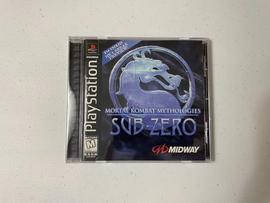 PlayStation
MORTAL KOMBAT MYTHOLOGIES
SUB-ZERO
MIDWAY
M